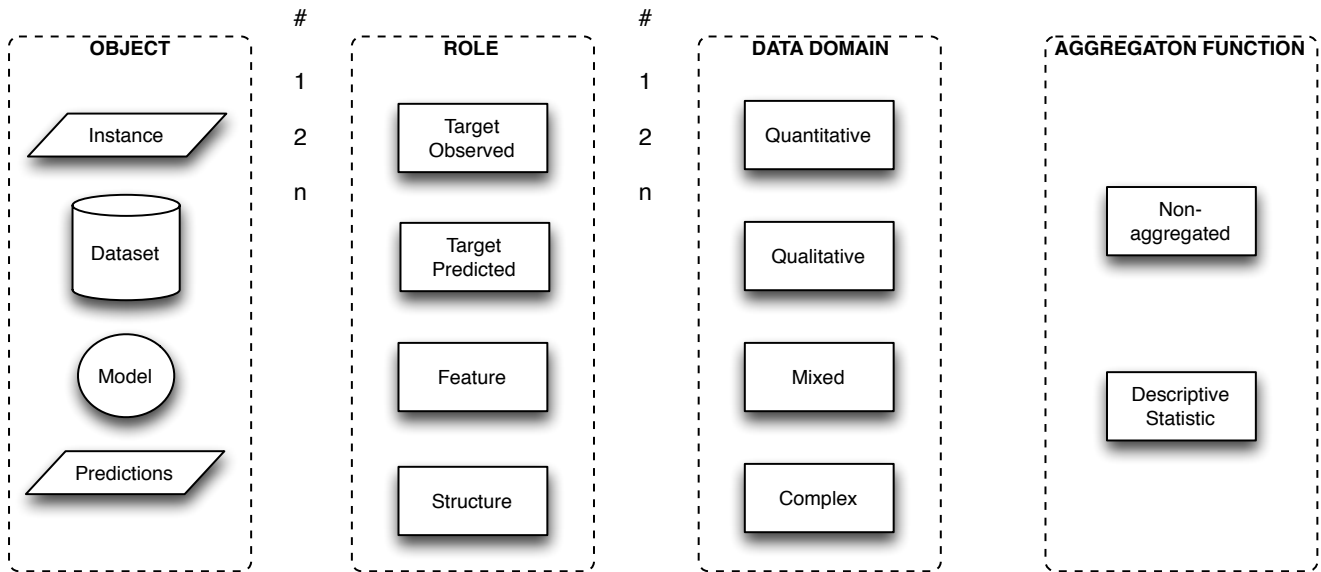 #
#
OBJECT
ROLE
DATA DOMAIN
AGGREGATON FUNCTION
1
2
n
1
2
n
Instance
Dataset
Model
Predictions
Target
Observed
Target
Predicted
Feature
Structure
Quantitative
Qualitative
Mixed
Complex
Non-
aggregated
Descriptive
Statistic